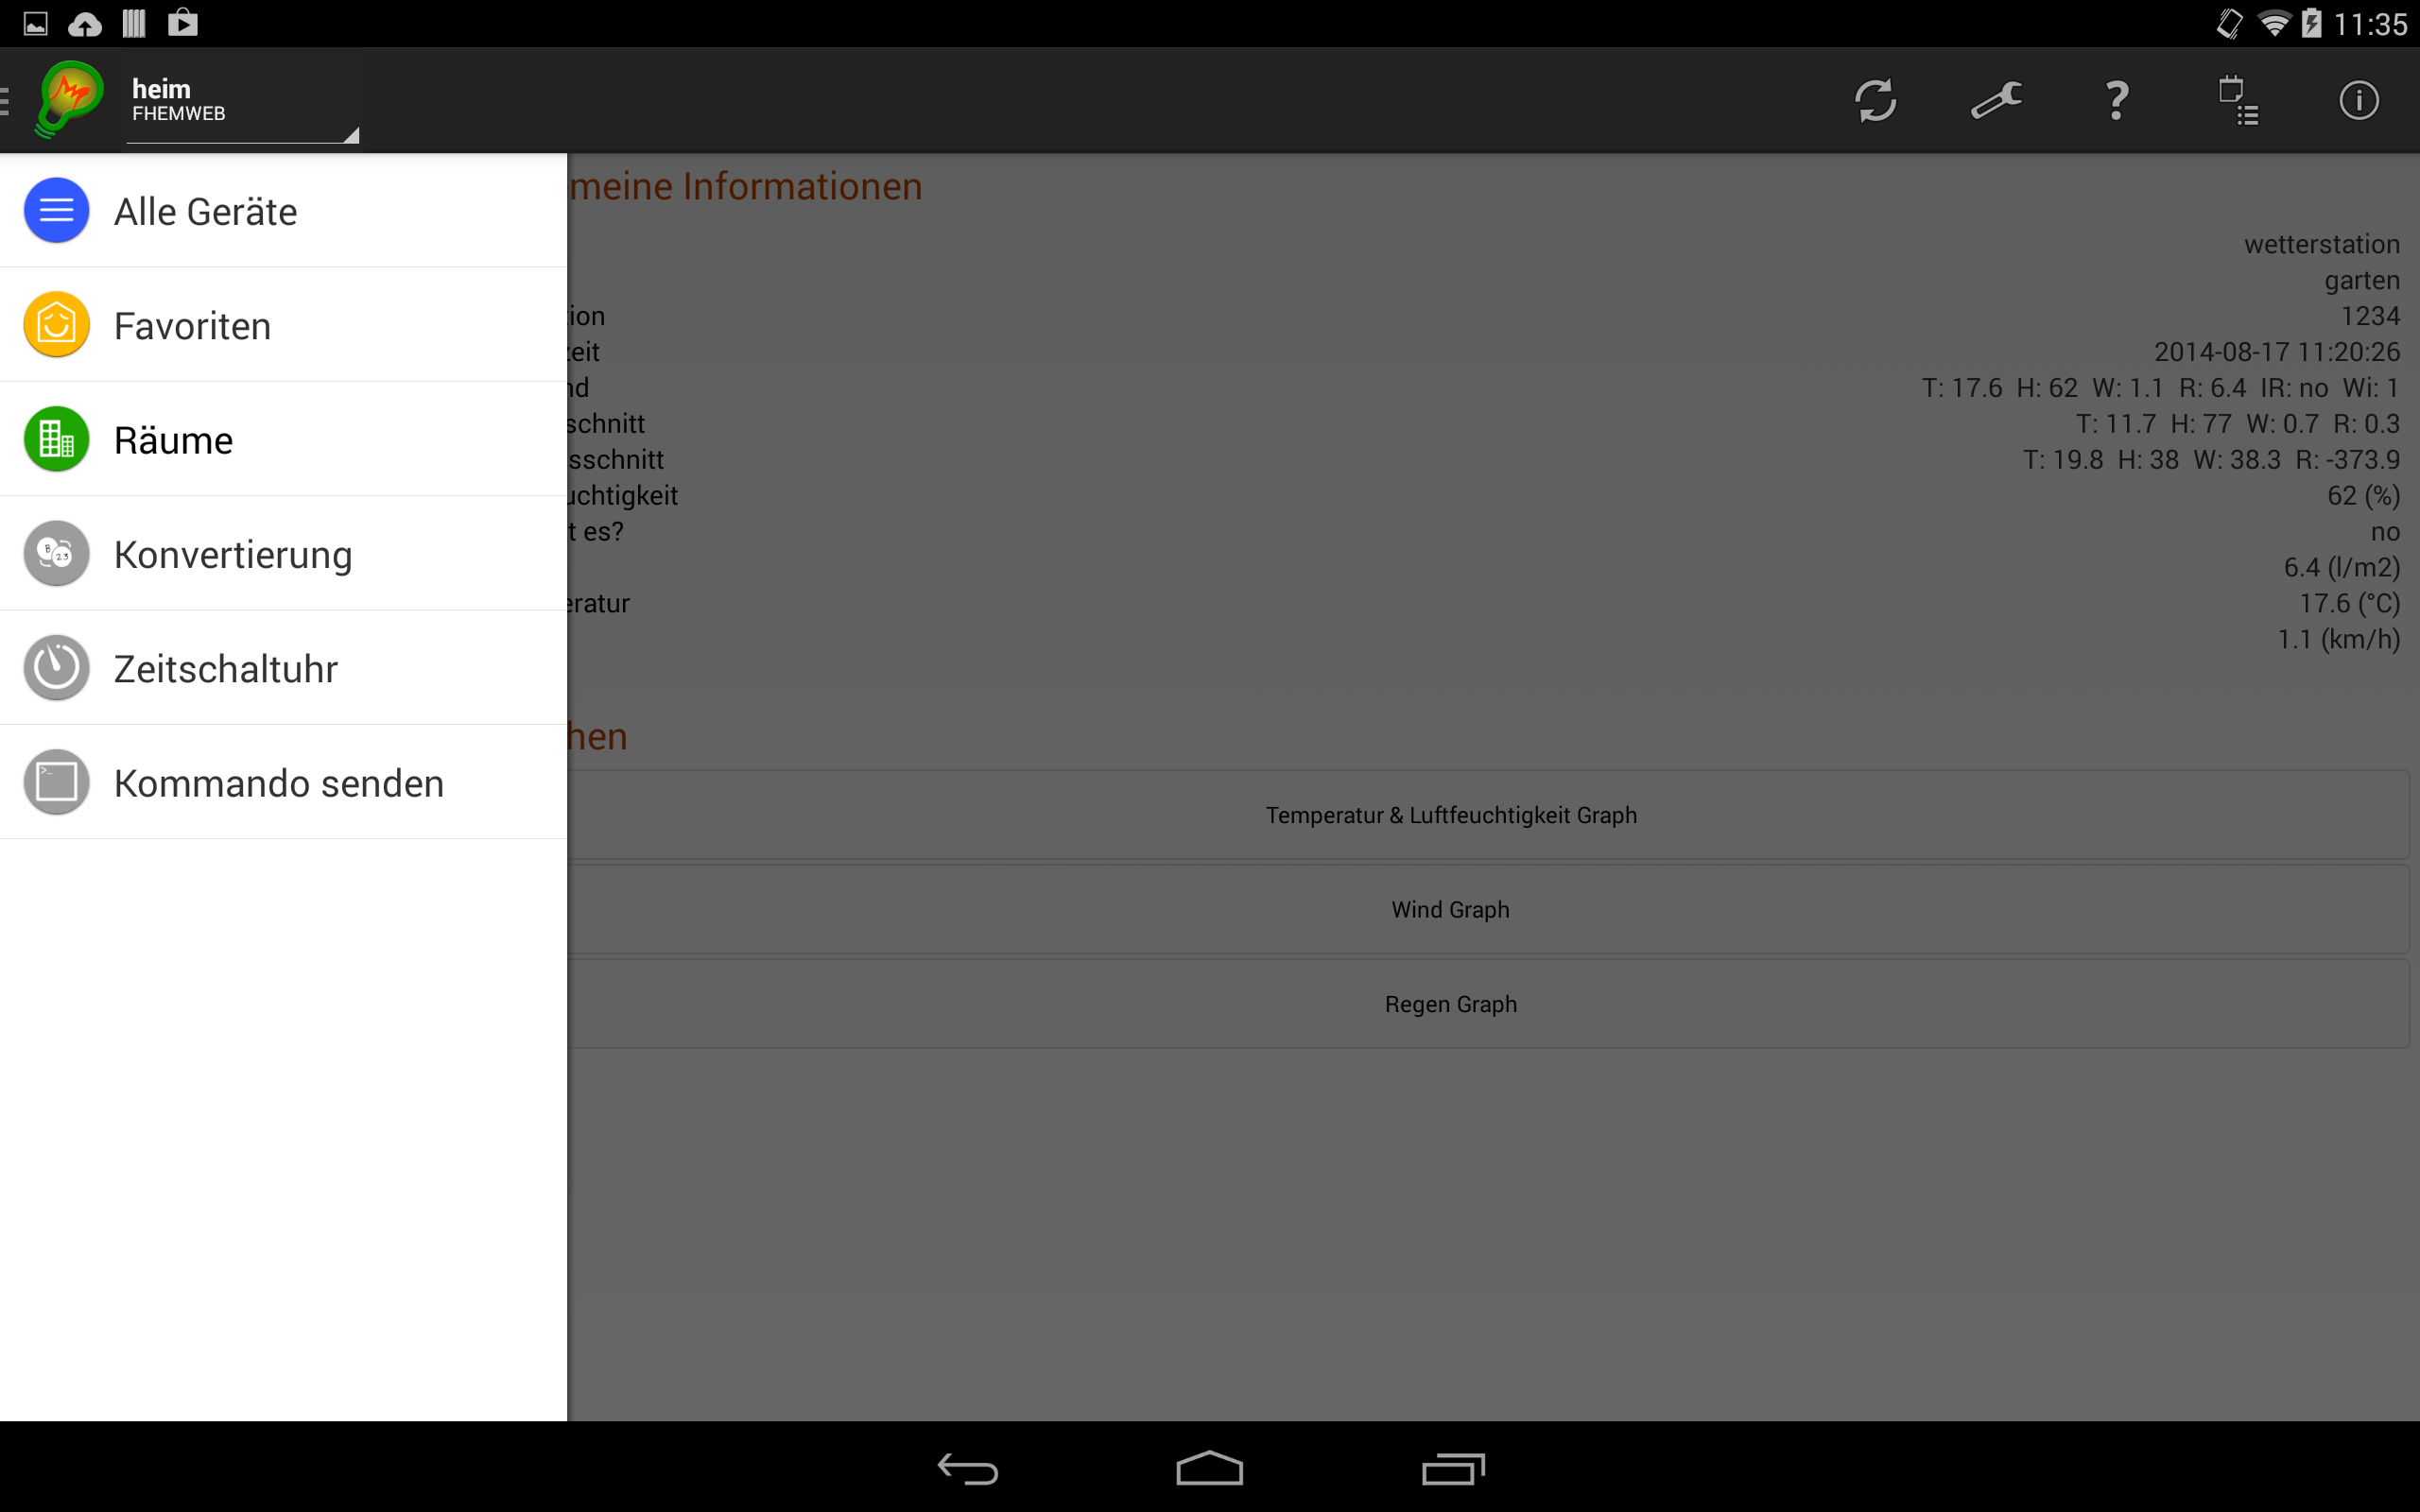 11:35
heim
FHEMWEB
Alle Geräte
Favoriten
Räume
Konvertierung
Zeitschaltuhr
Kommando senden
meine Informationen
wetterstation
garten
ion 1234
zeit 2014-08-17 11:20:26
nd T: 17.6 H: 62 W: 1.1 R: 6.4 IR: no Wi: 1
schnitt T: 11.7 H: 77 W: 0.7 R: 0.3
sschnitt T: 19.8 H: 38 W: 38.3 R: -373.9
uchtigkeit 62 (%)
t es? no
6.4 (l/m2)
eratur 17.6 (°C)
1.1 (km/h)
hen
Temperatur & Luftfeuchtigkeit Graph
Wind Graph
Regen Graph